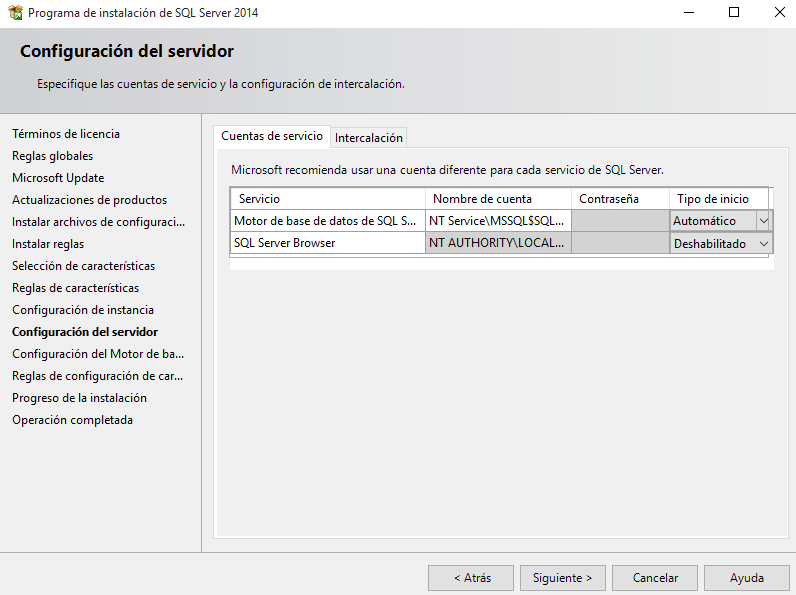 Programa de instalación de SQL Server 2014
Configuración del servidor
Especifique las cuentas de servicio y la configuración de intercalación.
Términos de licencia
Reglas globales
Microsoft Update
Actualizaciones de productos
Instalar archivos de configuraci...
Instalar reglas
Selección de características
Reglas de características
Configuración de instancia
Configuración del servidor
Configuración del Motor de ba...
Reglas de configuración de car...
Progreso de la instalación
Operación completada
Cuentas de servicio Intercalación
Microsoft recomienda usar una cuenta diferente para cada servicio de SQL Server.
Servicio Nombre de cuenta Contraseña Tipo de inicio
Motor de base de datos de SQL S... NT Service\MSSQL$SQL... Automático
SQL Server Browser NT AUTHORITY\LOCAL... Deshabilitado
< Atrás Siguiente > Cancelar Ayuda